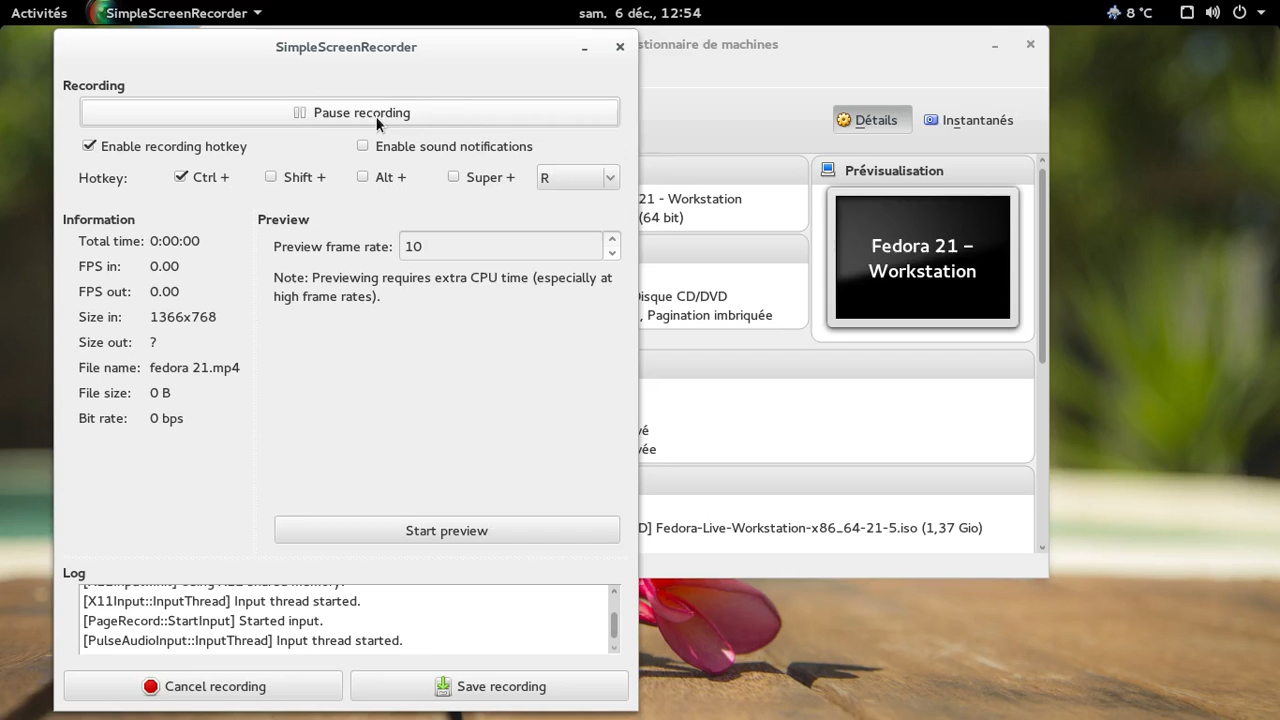 Activités
SimpleScreenRecorder
sam. 6 déc., 12:54
8 °C
SimpleScreenRecorder
stionnaire de machines
Recording
Pause recording
Enable recording hotkey
Enable sound notifications
Hotkey:
Ctrl +
Shift +
Alt +
Super +
R
Information
Total time: 0:00:00
FPS in: 0.00
FPS out: 0.00
Size in: 1366x768
Size out: ?
File name: fedora 21.mp4
File size: 0 B
Bit rate: 0 bps
Preview
Preview frame rate: 10
Note: Previewing requires extra CPU time (especially at
high frame rates).
Start preview
Log
[X11Input::InputThread] Input thread started.
[PageRecord::StartInput] Started input.
[PulseAudioInput::InputThread] Input thread started.
Cancel recording
Save recording
Détails
Instantanés
21 - Workstation
(64 bit)
Disque CD/DVD
, Pagination imbriquée
vé
vée
D] Fedora-Live-Workstation-x86_64-21-5.iso (1,37 Gio)
Prévisualisation
Fedora 21 –
Workstation